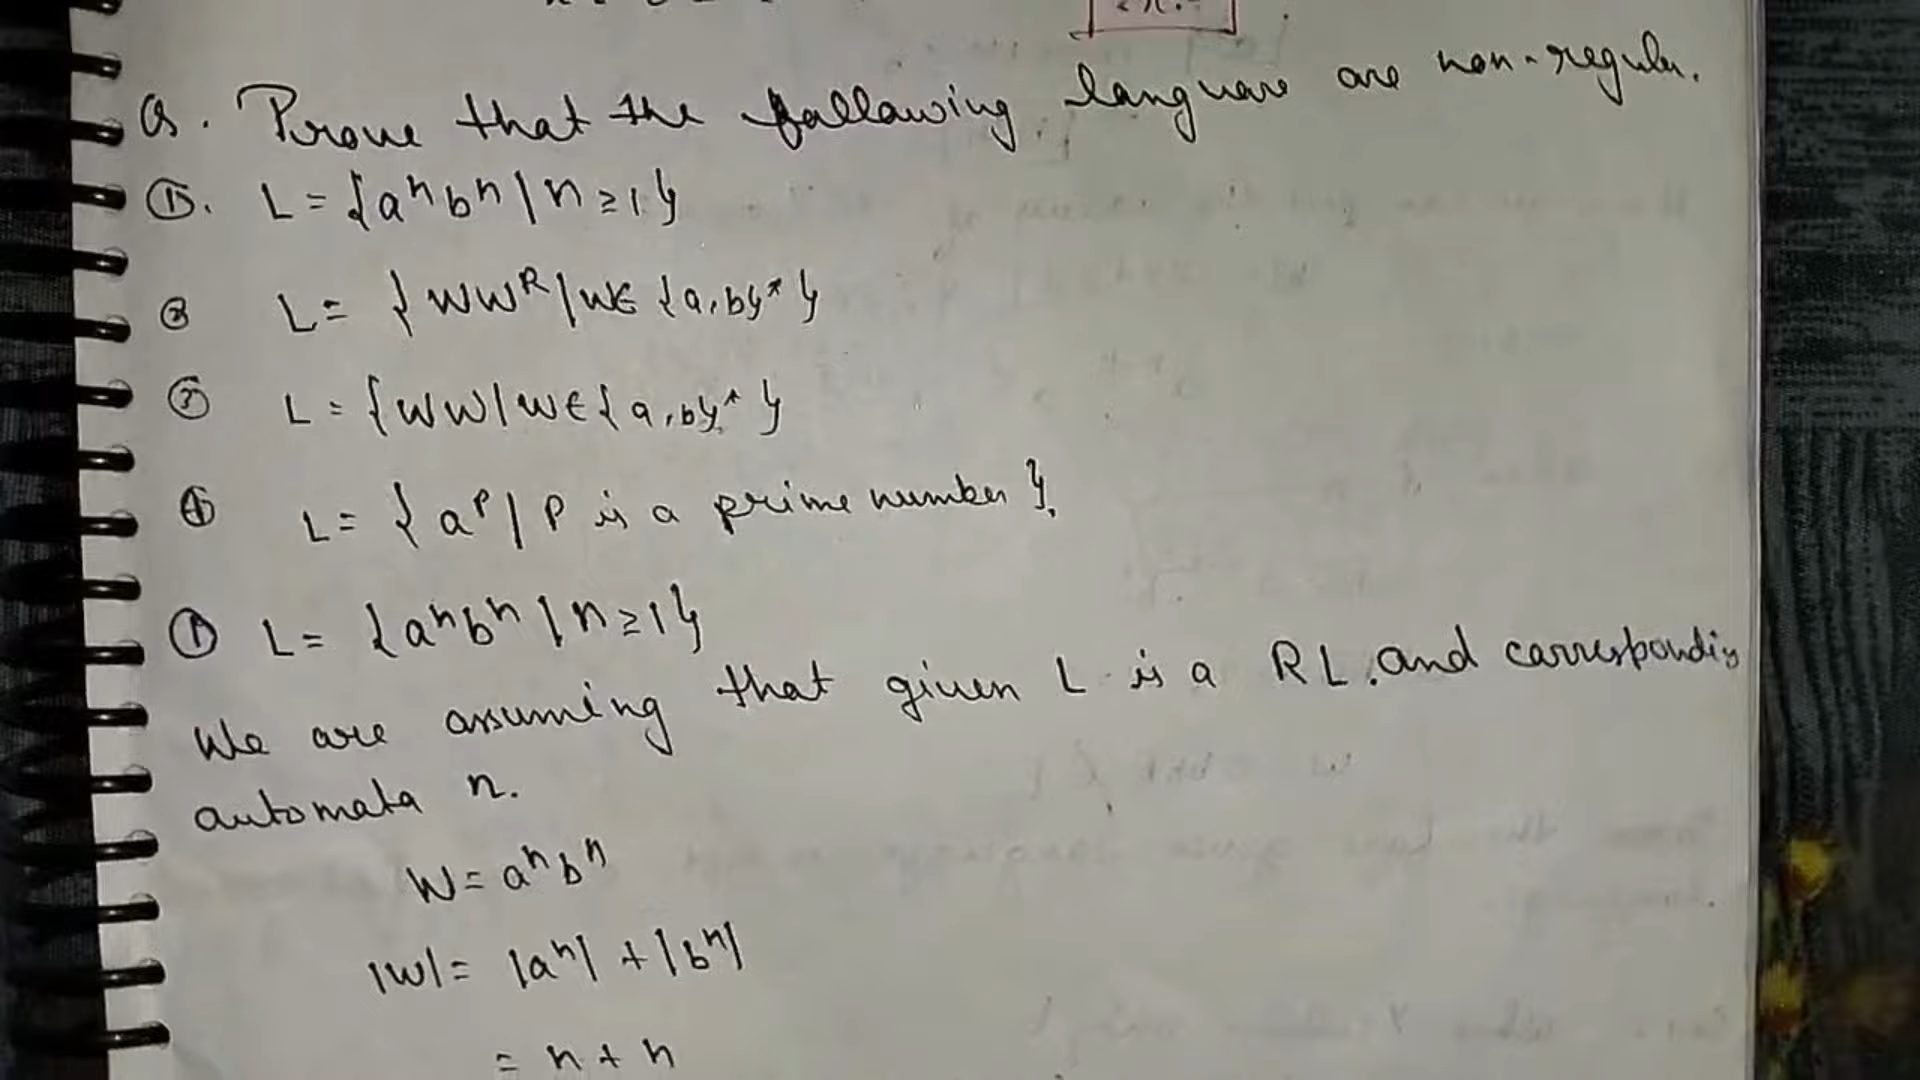 Q. Prove that the following languare are non-regular.
①. L = {aⁿbⁿ | n ≥ 1}
② L = {WWᴿ | W∈ {a,b}* }
③ L = {WW | W∈{a,b}* }
④ L = {aᴾ | P is a prime number}.
① L = {aⁿbⁿ | n ≥ 1}
We are assuming that given L is a RL. and corresponding
automata n.
W = aⁿbⁿ
|W| = |aⁿ| + |bⁿ|
= n + n